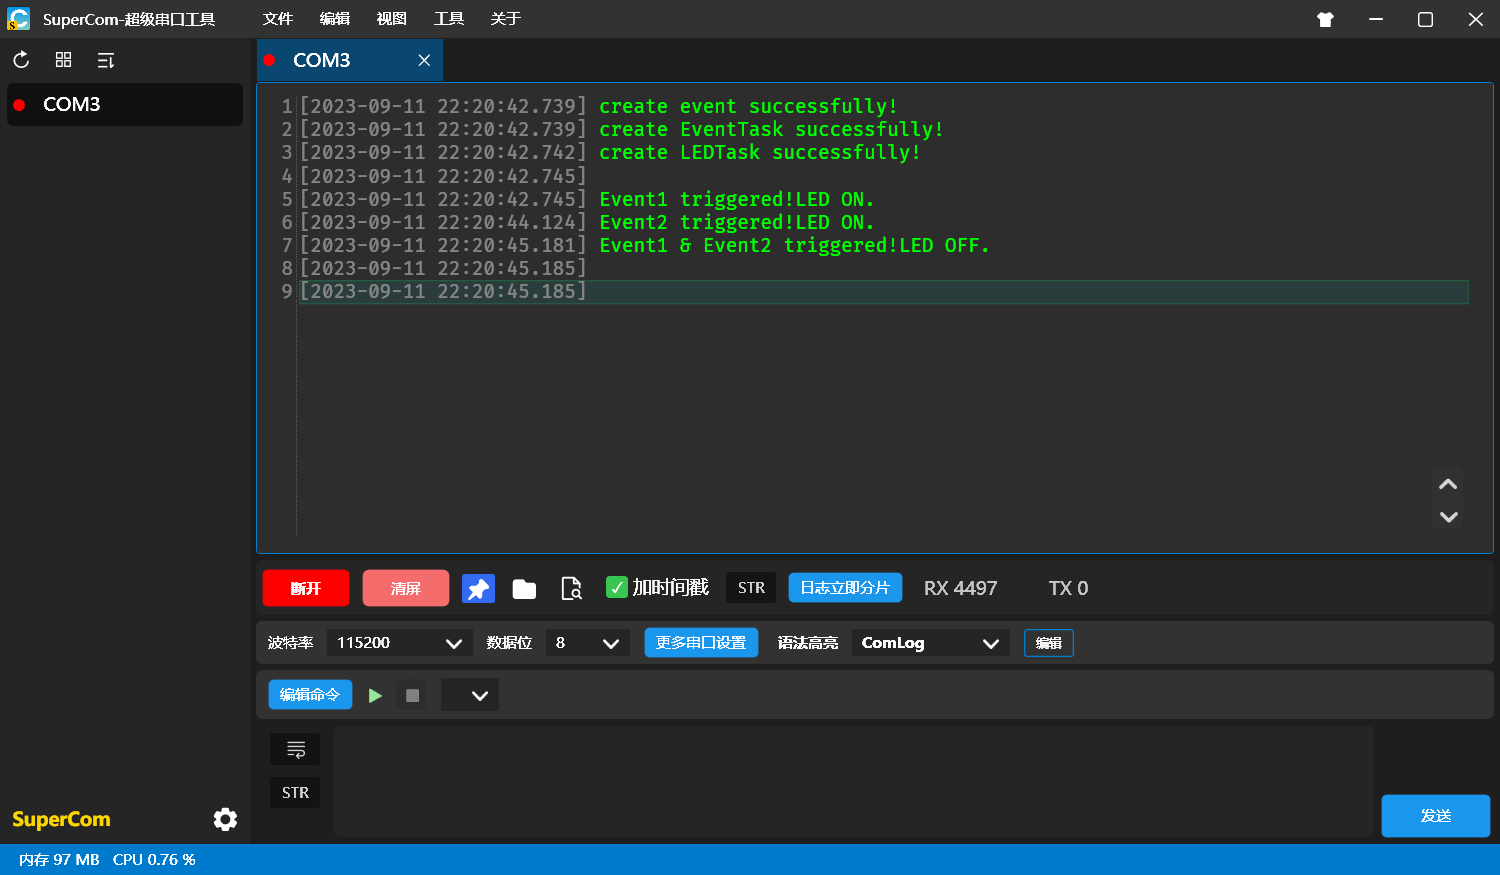 SuperCom-超级串口工具 文件 编辑 视图 工具 关于
COM3
COM3
1 [2023-09-11 22:20:42.739] create event successfully!
2 [2023-09-11 22:20:42.739] create EventTask successfully!
3 [2023-09-11 22:20:42.742] create LEDTask successfully!
4 [2023-09-11 22:20:42.745]
5 [2023-09-11 22:20:42.745] Event1 triggered!LED ON.
6 [2023-09-11 22:20:44.124] Event2 triggered!LED ON.
7 [2023-09-11 22:20:45.181] Event1 & Event2 triggered!LED OFF.
8 [2023-09-11 22:20:45.185]
9 [2023-09-11 22:20:45.185]
断开 清屏 加时间戳 STR 日志立即分片 RX 4497 TX 0
波特率 115200 数据位 8 更多串口设置 语法高亮 ComLog 编辑
编辑命令
STR
SuperCom
发送
内存 97 MB CPU 0.76 %